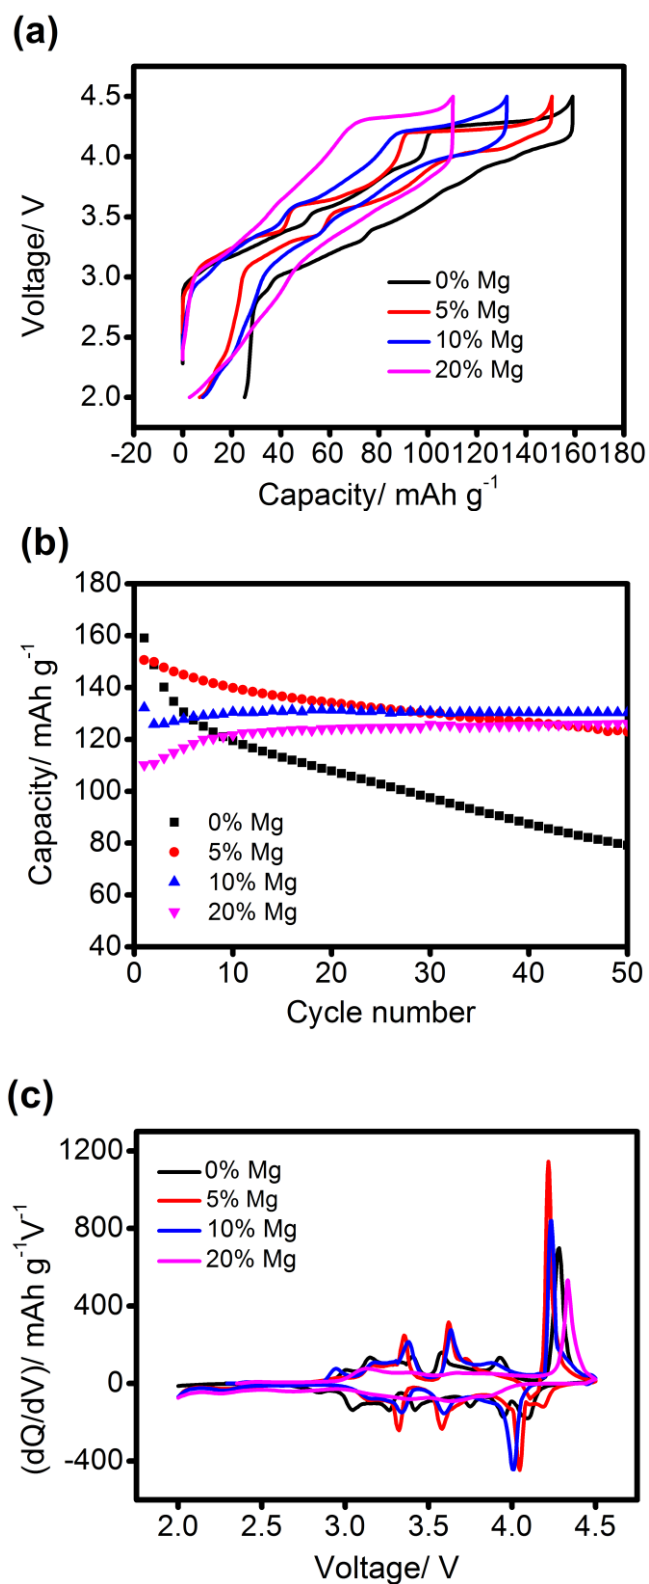 (a)
4.5
4.0
3.5
3.0
2.5
2.0
Voltage/ V
0% Mg
5% Mg
10% Mg
20% Mg
-20 0 20 40 60 80 100 120 140 160 180
Capacity/ mAh g⁻¹
(b)
180
160
140
120
100
80
60
40
Capacity/ mAh g⁻¹
0% Mg
5% Mg
10% Mg
20% Mg
0 10 20 30 40 50
Cycle number
(c)
1200
800
400
0
-400
(dQ/dV)/ mAh g⁻¹V⁻¹
0% Mg
5% Mg
10% Mg
20% Mg
2.0 2.5 3.0 3.5 4.0 4.5
Voltage/ V